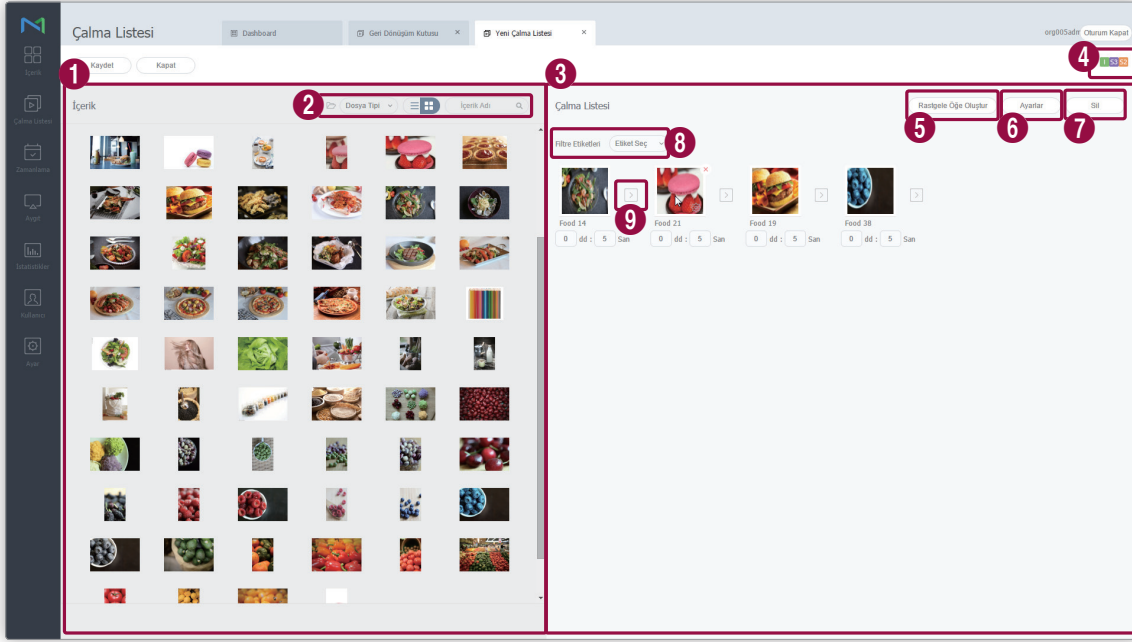 Çalma Listesi
Dashboard
Geri Dönüşüm Kutusu ×
Yeni Çalma Listesi ×
org005adm Oturum Kapat
Kaydet Kapat
1
3
4
I S3 S2
İçerik
Çalma Listesi
Zamanlama
Aygıt
İstatistikler
Kullanıcı
Ayar
İçerik
2
Dosya Tipi
İçerik Adı
Çalma Listesi
Rastgele Öğe Oluştur
Ayarlar
Sil
5
6
7
Filtre Etiketleri Etiket Seç
8
9
Food 14 Food 21 Food 19 Food 38
0 dd : 5 San 0 dd : 5 San 0 dd : 5 San 0 dd : 5 San